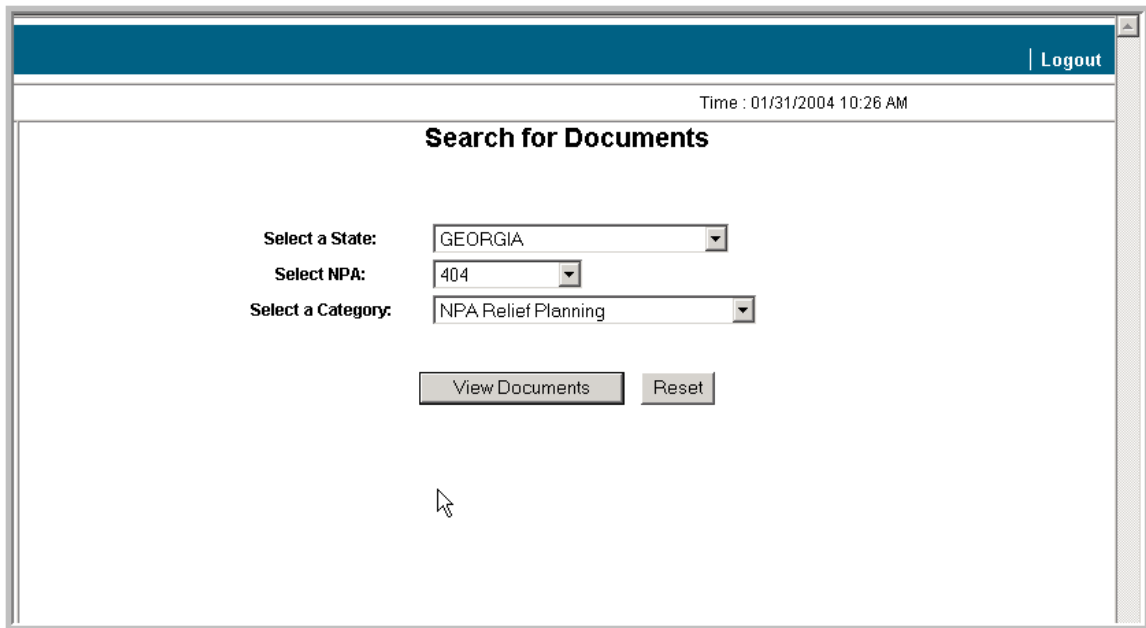 | Logout
Time : 01/31/2004 10:26 AM
Search for Documents
Select a State: GEORGIA
Select NPA: 404
Select a Category: NPA Relief Planning
View Documents Reset